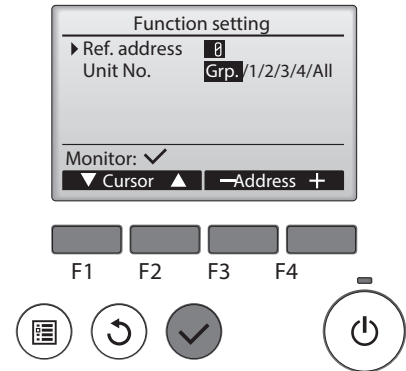 Function setting
Ref. address 0
Unit No. Grp./1/2/3/4/All
Monitor: ✓
▼ Cursor ▲ −Address +
F1 F2 F3 F4